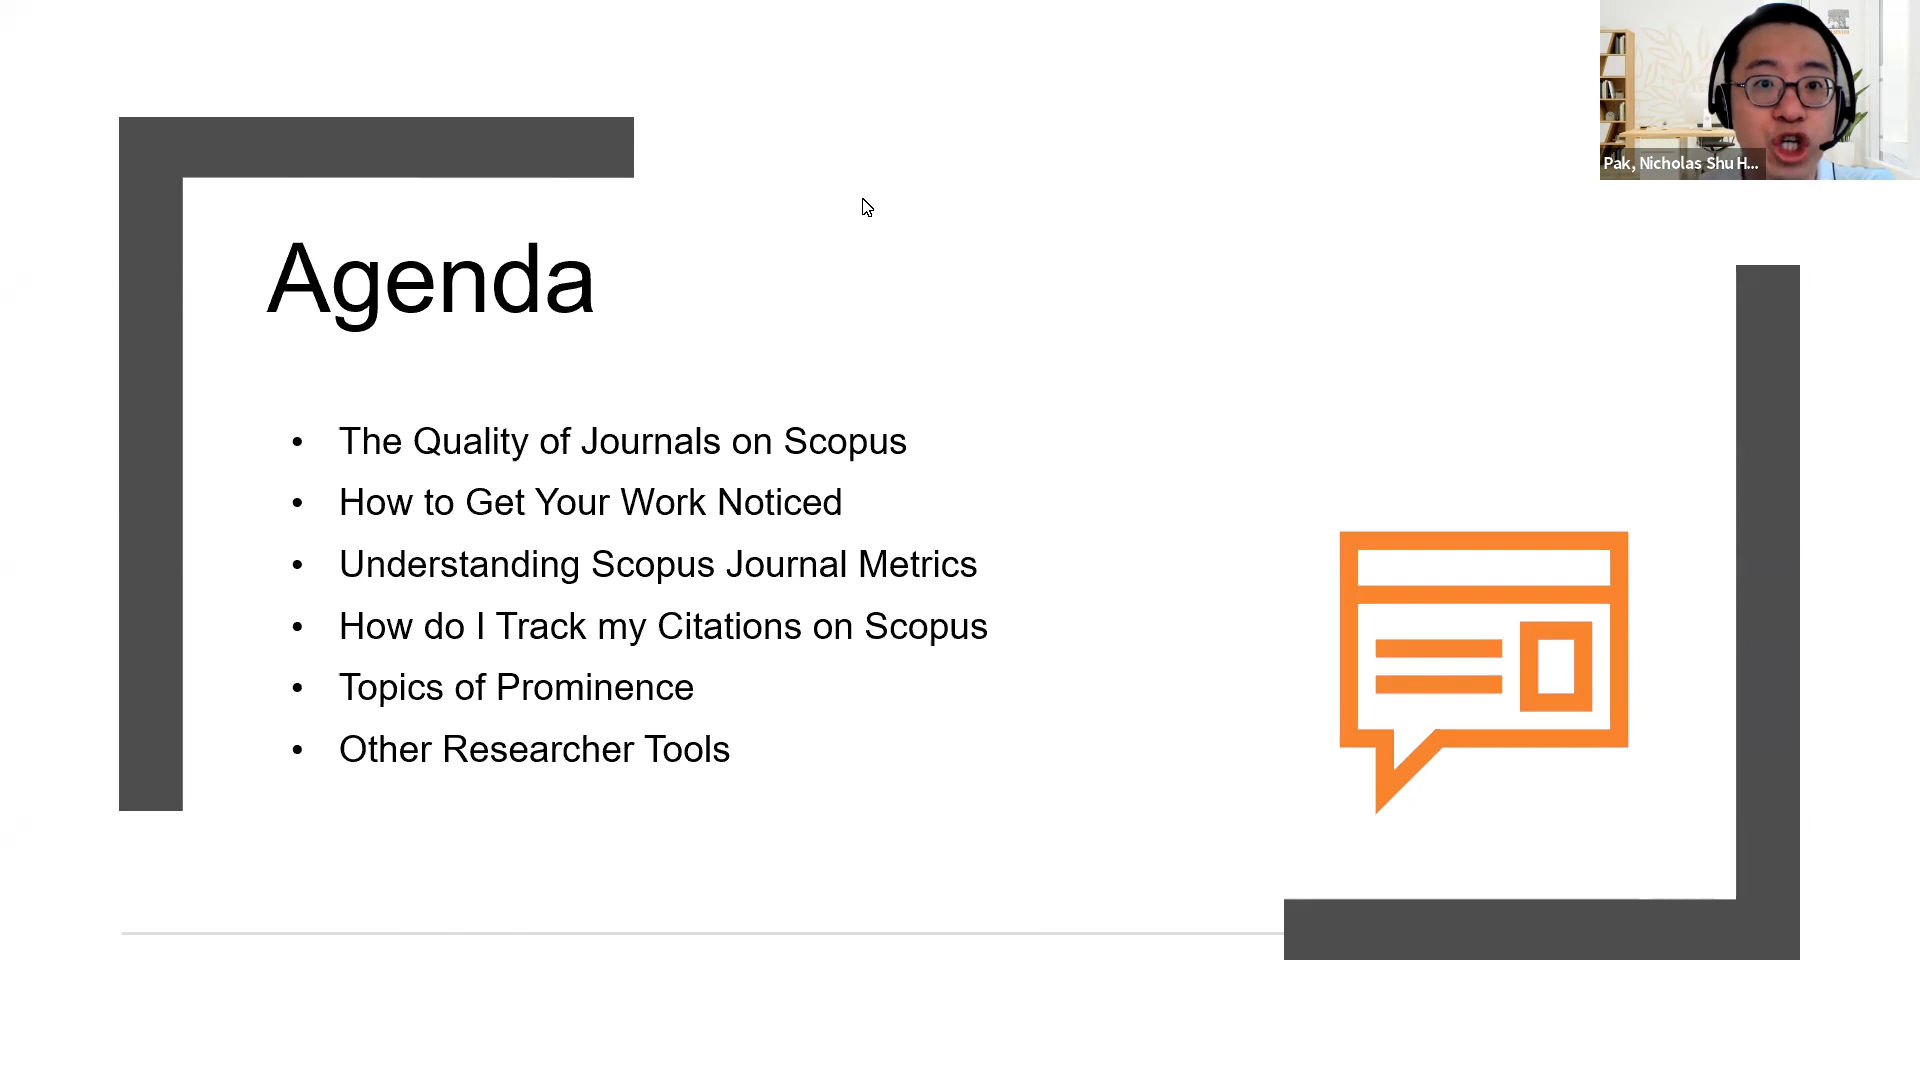 Agenda
• The Quality of Journals on Scopus
• How to Get Your Work Noticed
• Understanding Scopus Journal Metrics
• How do I Track my Citations on Scopus
• Topics of Prominence
• Other Researcher Tools
Pak, Nicholas Shu H...